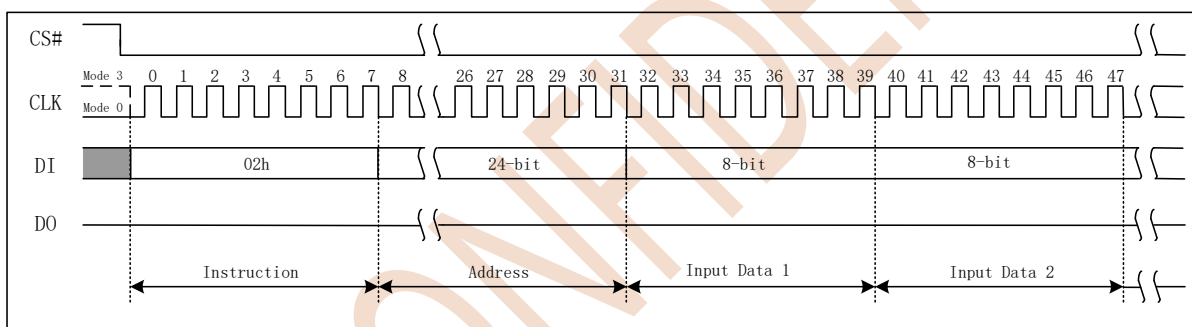 CS#
Mode 3 0 1 2 3 4 5 6 7 8 26 27 28 29 30 31 32 33 34 35 36 37 38 39 40 41 42 43 44 45 46 47
CLK
Mode 0
DI 02h 24-bit 8-bit 8-bit
DO
Instruction Address Input Data 1 Input Data 2
ONFIDE